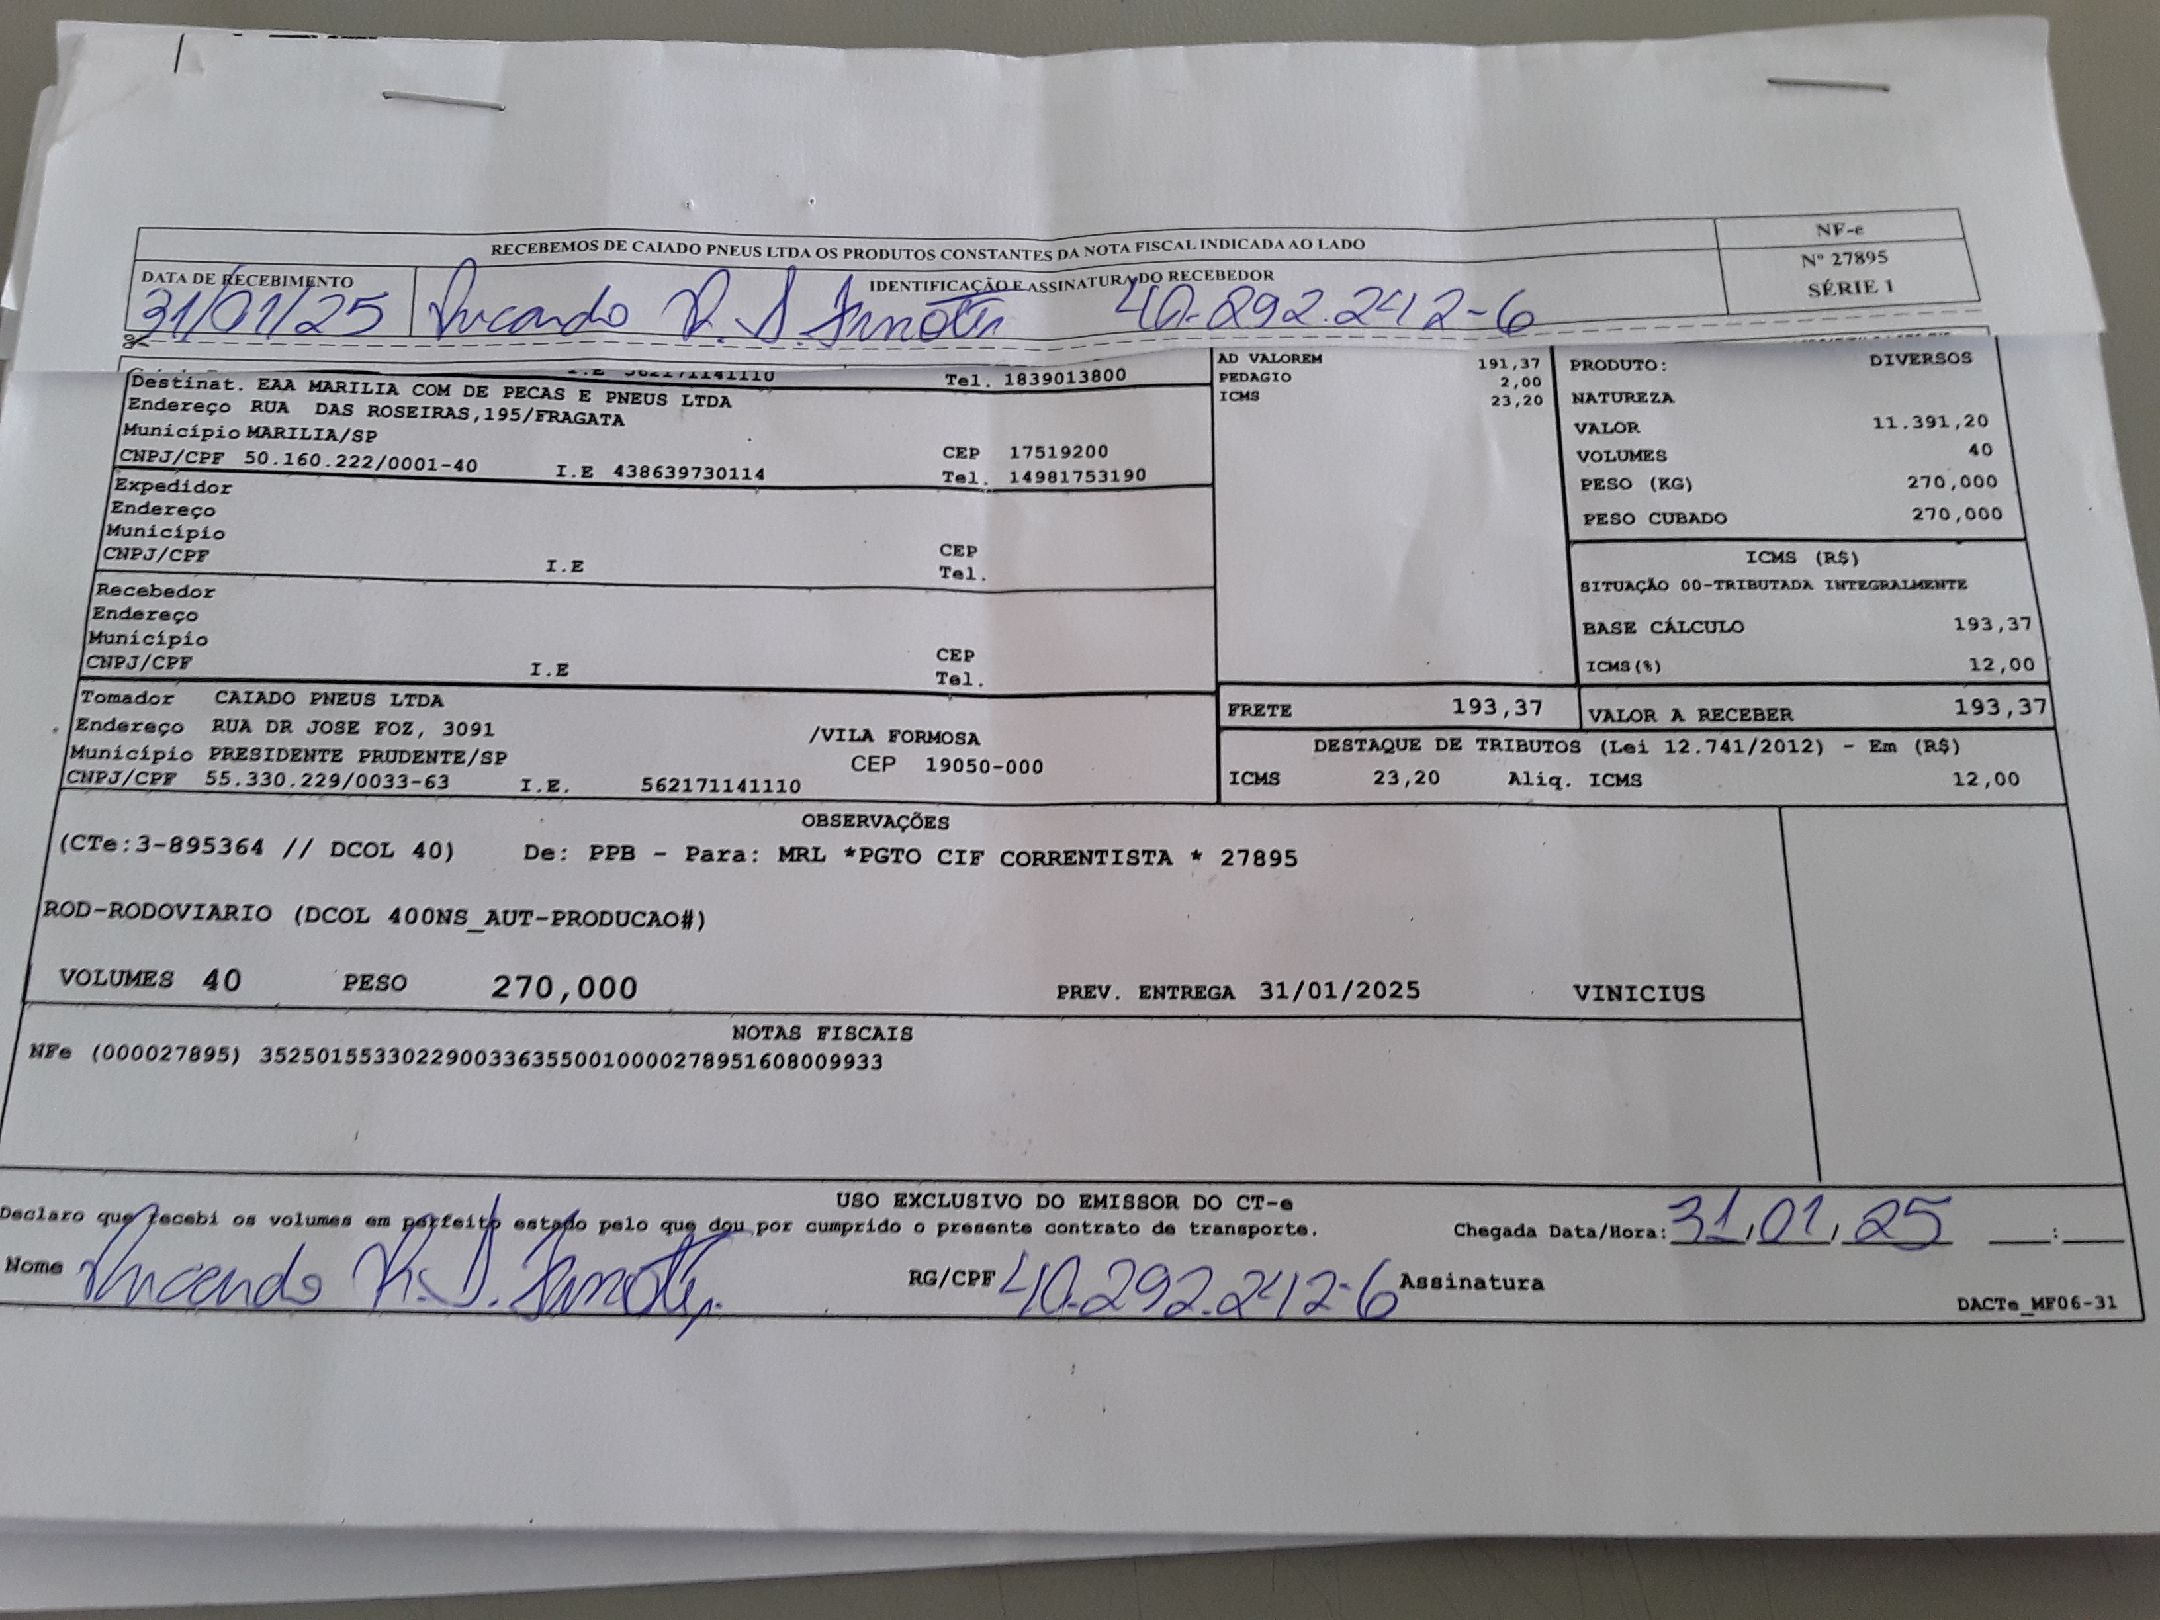 RECEBEMOS DE CAIADO PNEUS LTDA OS PRODUTOS CONSTANTES DA NOTA FISCAL INDICADA AO LADO
NF-e
Nº 27895
SÉRIE 1
DATA DE RECEBIMENTO
IDENTIFICAÇÃO E ASSINATURA DO RECEBEDOR
31/01/25 R. 40.292.242-6
I.E 562171141110 Tel. 1839013800
Destinat. EAA MARILIA COM DE PECAS E PNEUS LTDA
Endereço RUA DAS ROSEIRAS,195/FRAGATA
Município MARILIA/SP CEP 17519200
CNPJ/CPF 50.160.222/0001-40 I.E 438639730114 Tel. 14981753190
Expedidor
Endereço
Município CEP
CNPJ/CPF I.E Tel.
Recebedor
Endereço
Município CEP
CNPJ/CPF I.E Tel.
Tomador CAIADO PNEUS LTDA
Endereço RUA DR JOSE FOZ, 3091 /VILA FORMOSA
Município PRESIDENTE PRUDENTE/SP CEP 19050-000
CNPJ/CPF 55.330.229/0033-63 I.E. 562171141110
AD VALOREM 191,37
PEDAGIO 2,00
ICMS 23,20
FRETE 193,37
PRODUTO: DIVERSOS
NATUREZA
VALOR 11.391,20
VOLUMES 40
PESO (KG) 270,000
PESO CUBADO 270,000
ICMS (R$)
SITUAÇÃO 00-TRIBUTADA INTEGRALMENTE
BASE CÁLCULO 193,37
ICMS(%) 12,00
VALOR A RECEBER 193,37
DESTAQUE DE TRIBUTOS (Lei 12.741/2012) - Em (R$)
ICMS 23,20 Aliq. ICMS 12,00
OBSERVAÇÕES
(CTe:3-895364 // DCOL 40) De: PPB - Para: MRL *PGTO CIF CORRENTISTA * 27895
ROD-RODOVIARIO (DCOL 400NS_AUT-PRODUCAO#)
VOLUMES 40 PESO 270,000 PREV. ENTREGA 31/01/2025 VINICIUS
NOTAS FISCAIS
NFe (000027895) 35250155330229003363550010000278951608009933
USO EXCLUSIVO DO EMISSOR DO CT-e
Declaro que recebi os volumes em perfeito estado pelo que dou por cumprido o presente contrato de transporte. Chegada Data/Hora: 31/01/25 __:__
Nome R. RG/CPF 40.292.242-6 Assinatura
DACTe_MF06-31